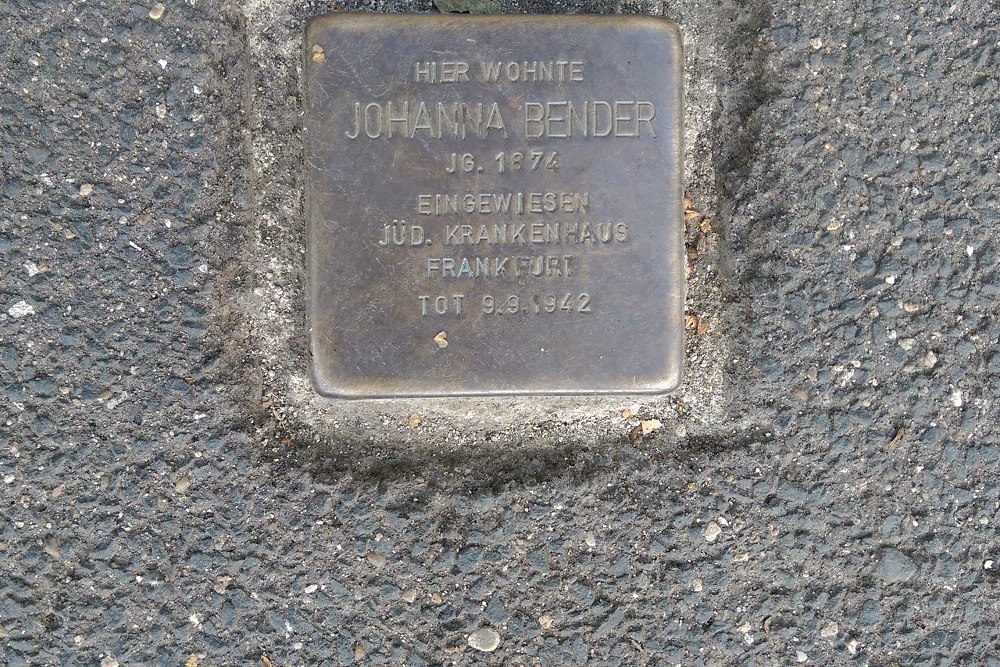 HIER WOHNTE
JOHANNA BENDER
JG. 1874
EINGEWIESEN
JÜD. KRANKENHAUS
FRANKFURT
TOT 9.9.1942